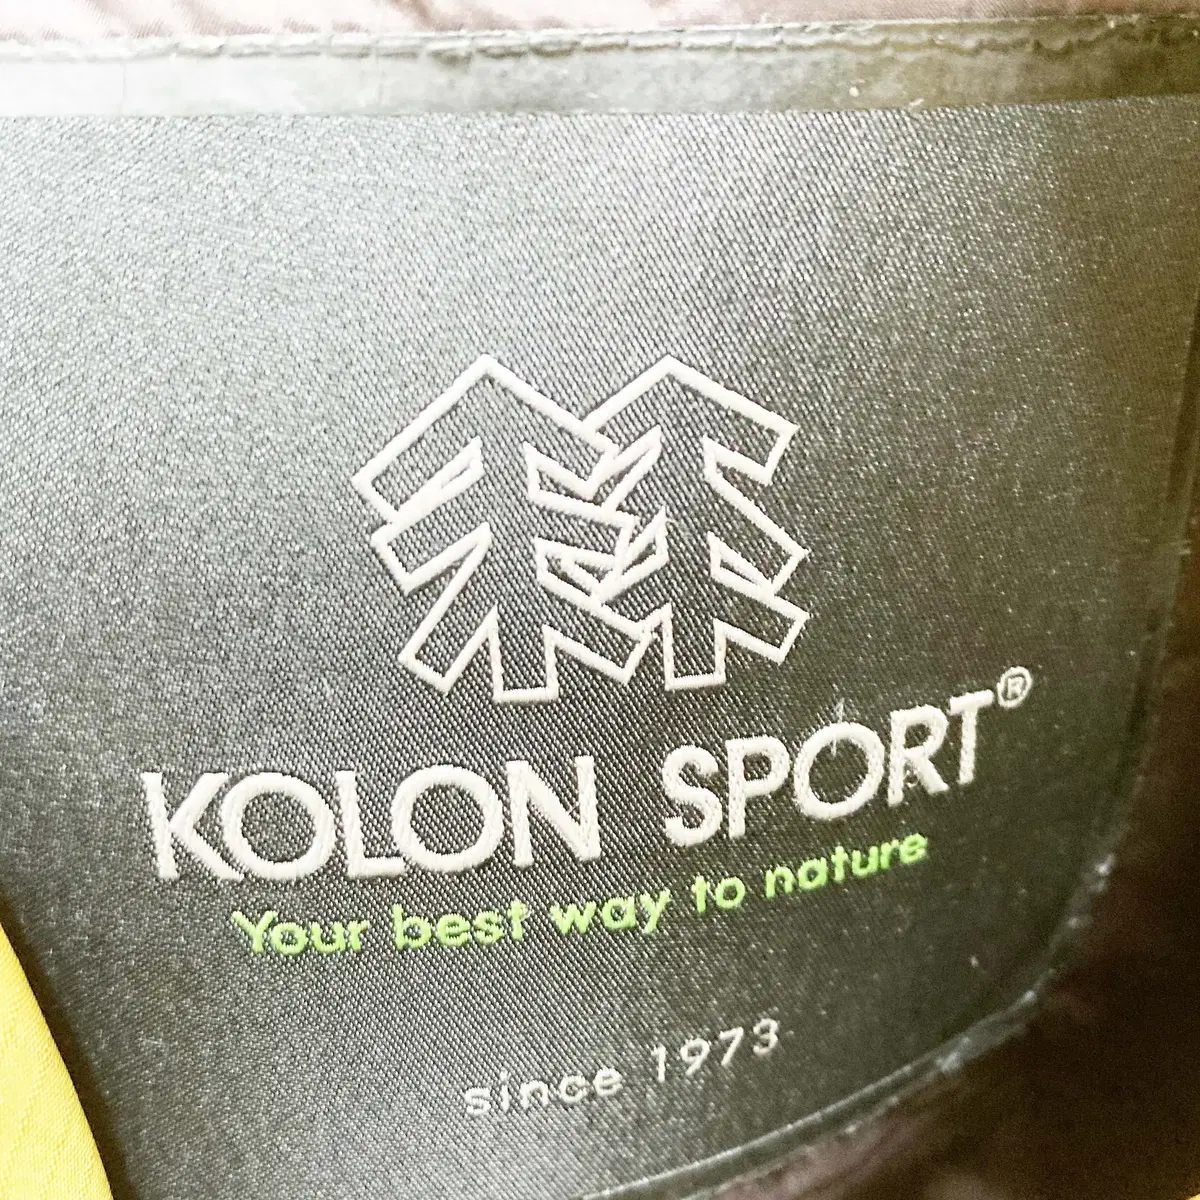 KOLON SPORT®
Your best way to nature
since 1973